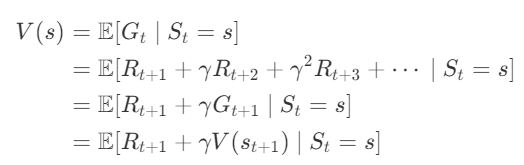 V(s) = 𝔼[G_t | S_t = s]
= 𝔼[R_{t+1} + γR_{t+2} + γ^2R_{t+3} + ⋯ | S_t = s]
= 𝔼[R_{t+1} + γG_{t+1} | S_t = s]
= 𝔼[R_{t+1} + γV(s_{t+1}) | S_t = s]